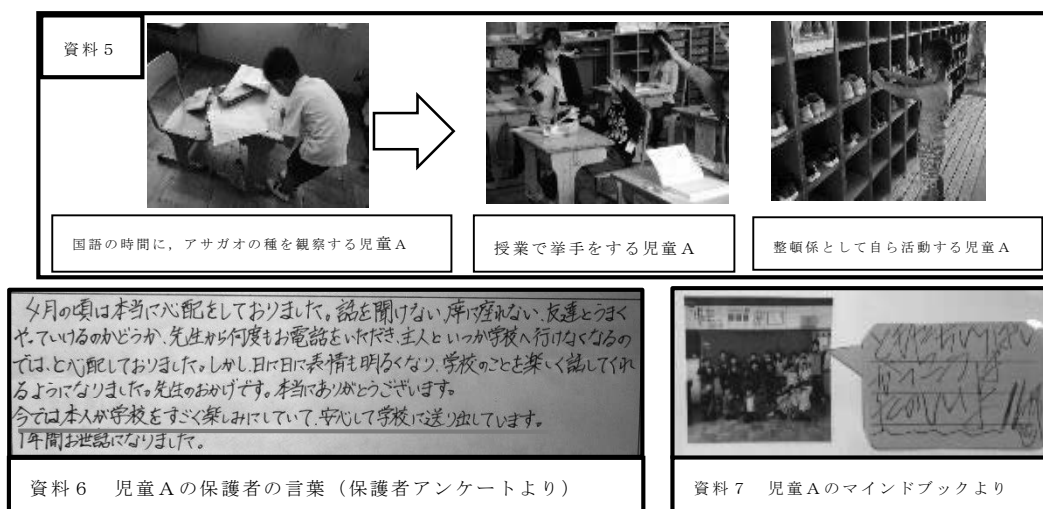 資料５
国語の時間に，アサガオの種を観察する児童Ａ
授業で挙手をする児童Ａ
整頓係として自ら活動する児童Ａ
４月の頃は本当に心配をしておりました。話を聞けない、席に座れない、友達とうまく
やっていけるのかどうか、先生から何度もお電話をいただき、主人といつか学校へ行けなくなるの
では、と心配しておりました。しかし、日に日に表情も明るくなり、学校のことを楽しく話してくれ
るようになりました。先生のおかげです。本当にありがとうございます。
今では本人が学校をすごく楽しみにしていて、安心して学校に送り出しています。
１年間お世話になりました。
資料６　児童Ａの保護者の言葉（保護者アンケートより）
資料７　児童Ａのマインドブックより